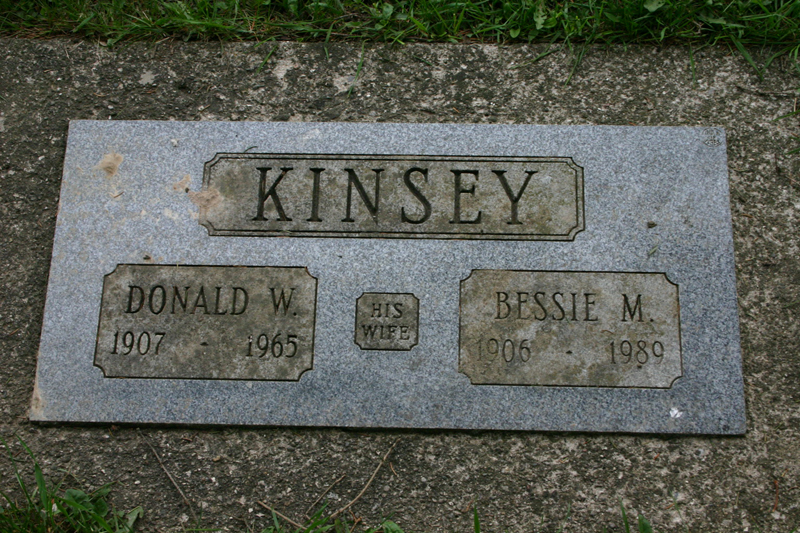 KINSEY
DONALD W.
1907 - 1965
HIS
WIFE
BESSIE M.
1906 - 1989